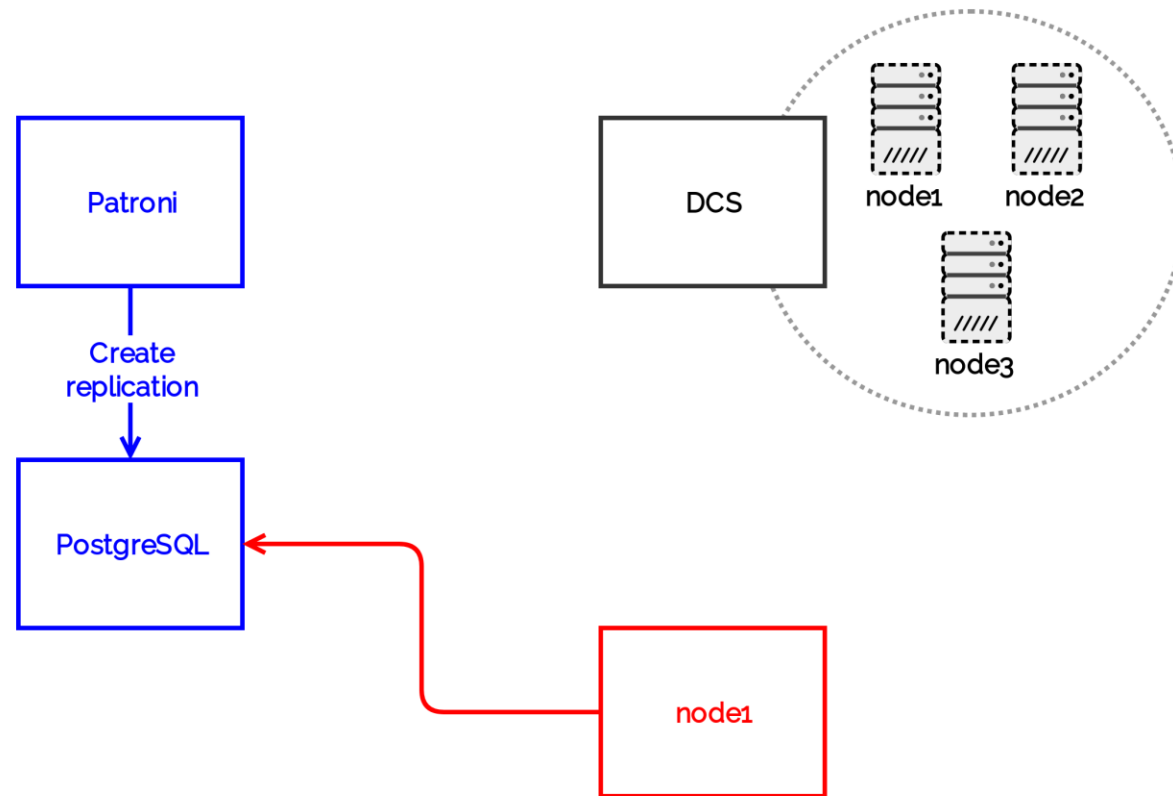 Patroni
DCS
node1
node2
node3
Create
replication
PostgreSQL
node1